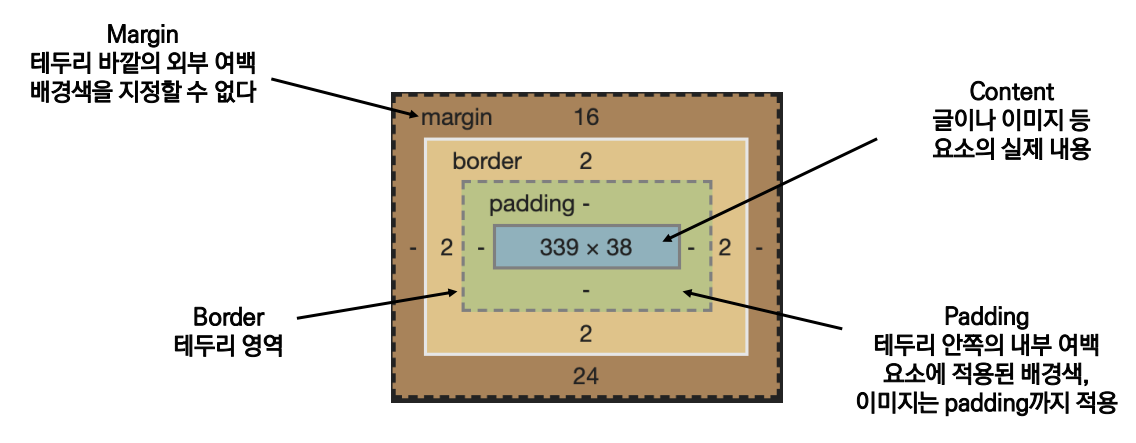 Margin
테두리 바깥의 외부 여백
배경색을 지정할 수 없다
Content
글이나 이미지 등
요소의 실제 내용
margin 16
border 2
padding -
- 2 - 339 × 38 - 2 -
-
2
24
Border
테두리 영역
Padding
테두리 안쪽의 내부 여백
요소에 적용된 배경색,
이미지는 padding까지 적용